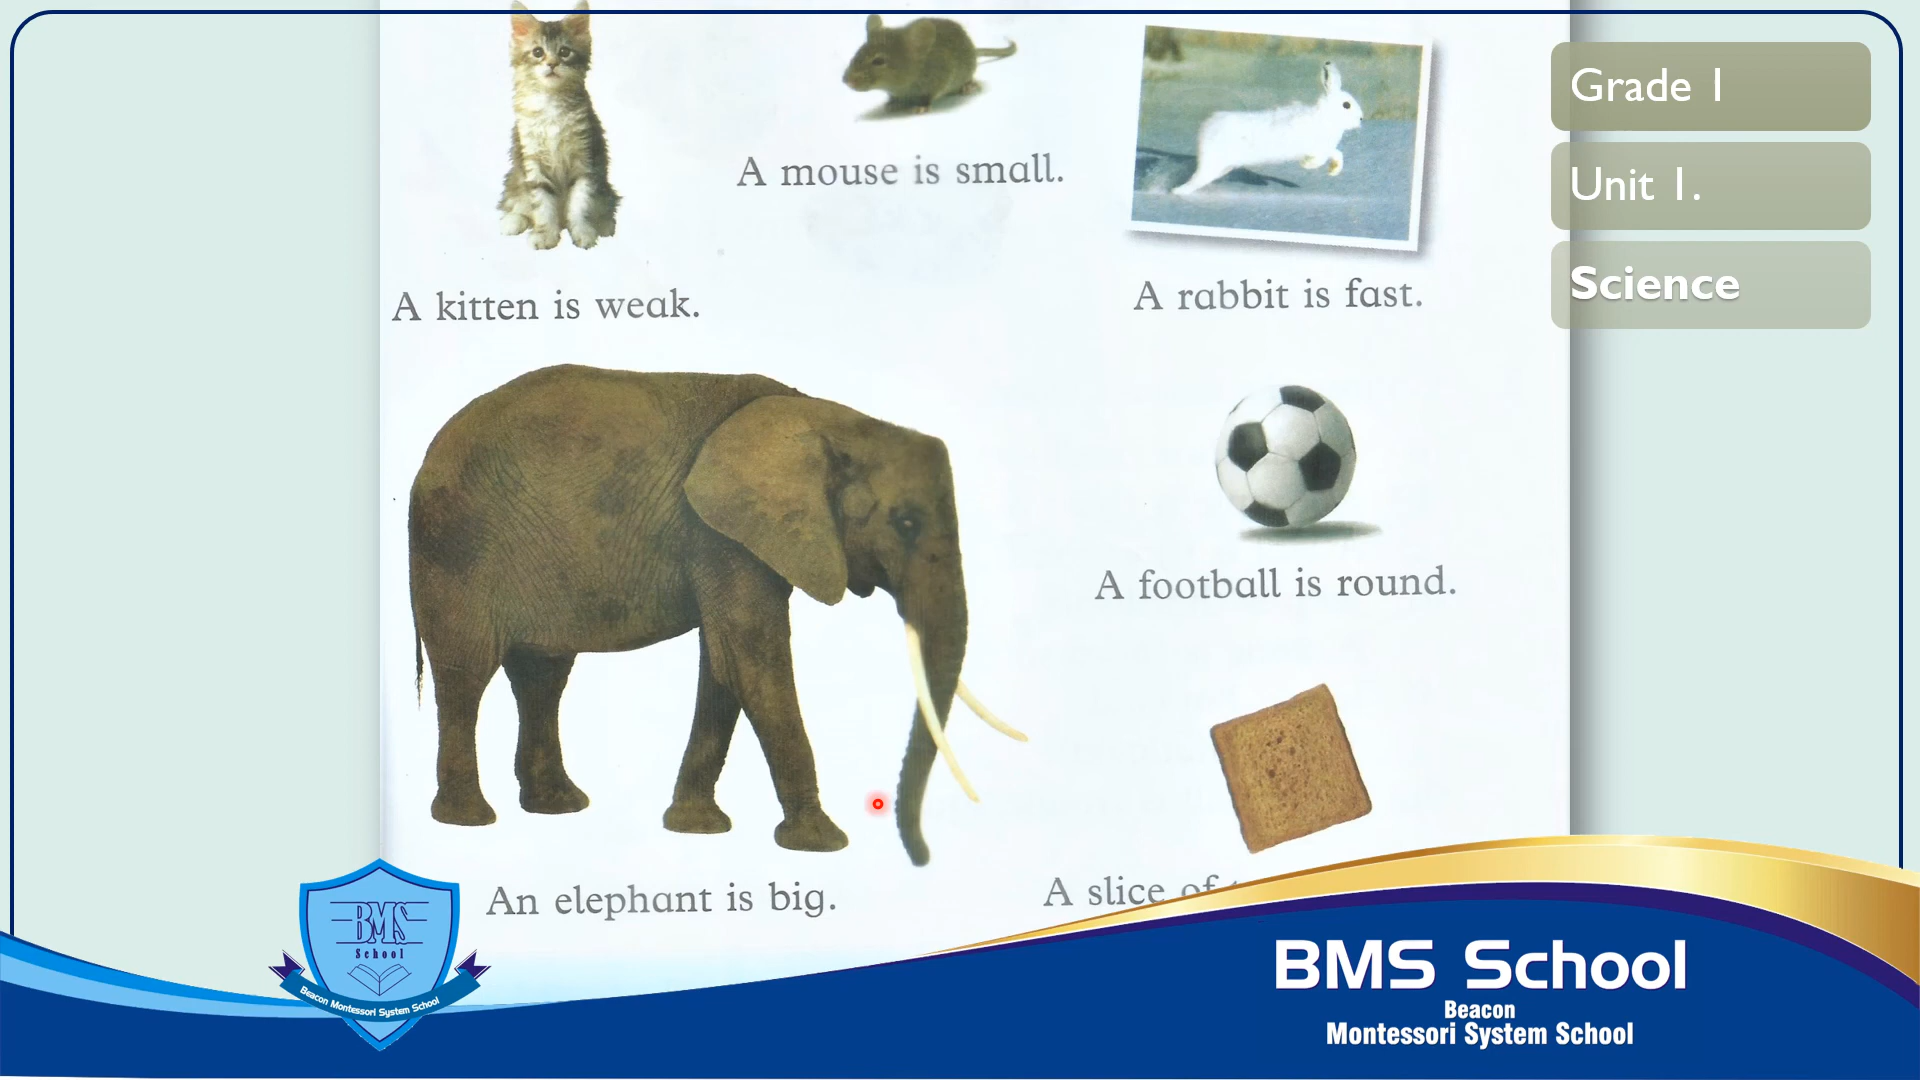 A mouse is small.
A kitten is weak.
A rabbit is fast.
A football is round.
An elephant is big.
A slice of
Grade 1
Unit 1.
Science
BMS
School
Beacon Montessori System School
BMS School
Beacon
Montessori System School